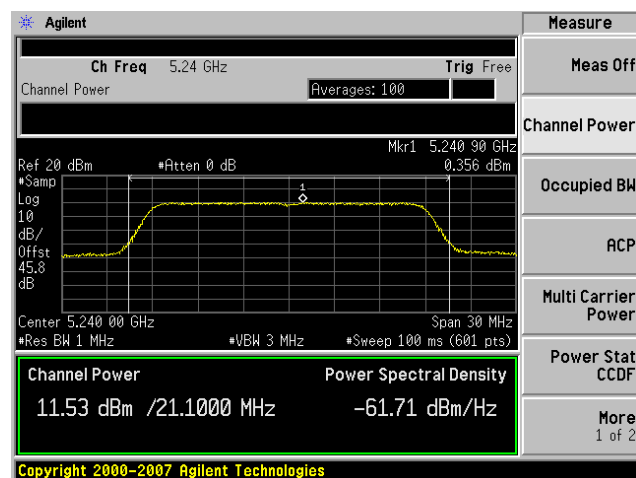 Agilent
Measure
Ch Freq 5.24 GHz Trig Free
Channel Power Averages: 100
Mkr1 5.240 90 GHz
Ref 20 dBm #Atten 0 dB 0.356 dBm
#Samp
Log
10
dB/
Offst
45.8
dB
1
Center 5.240 00 GHz Span 30 MHz
#Res BW 1 MHz #VBW 3 MHz #Sweep 100 ms (601 pts)
Channel Power Power Spectral Density
11.53 dBm /21.1000 MHz -61.71 dBm/Hz
Copyright 2000-2007 Agilent Technologies
Meas Off
Channel Power
Occupied BW
ACP
Multi Carrier
Power
Power Stat
CCDF
More
1 of 2